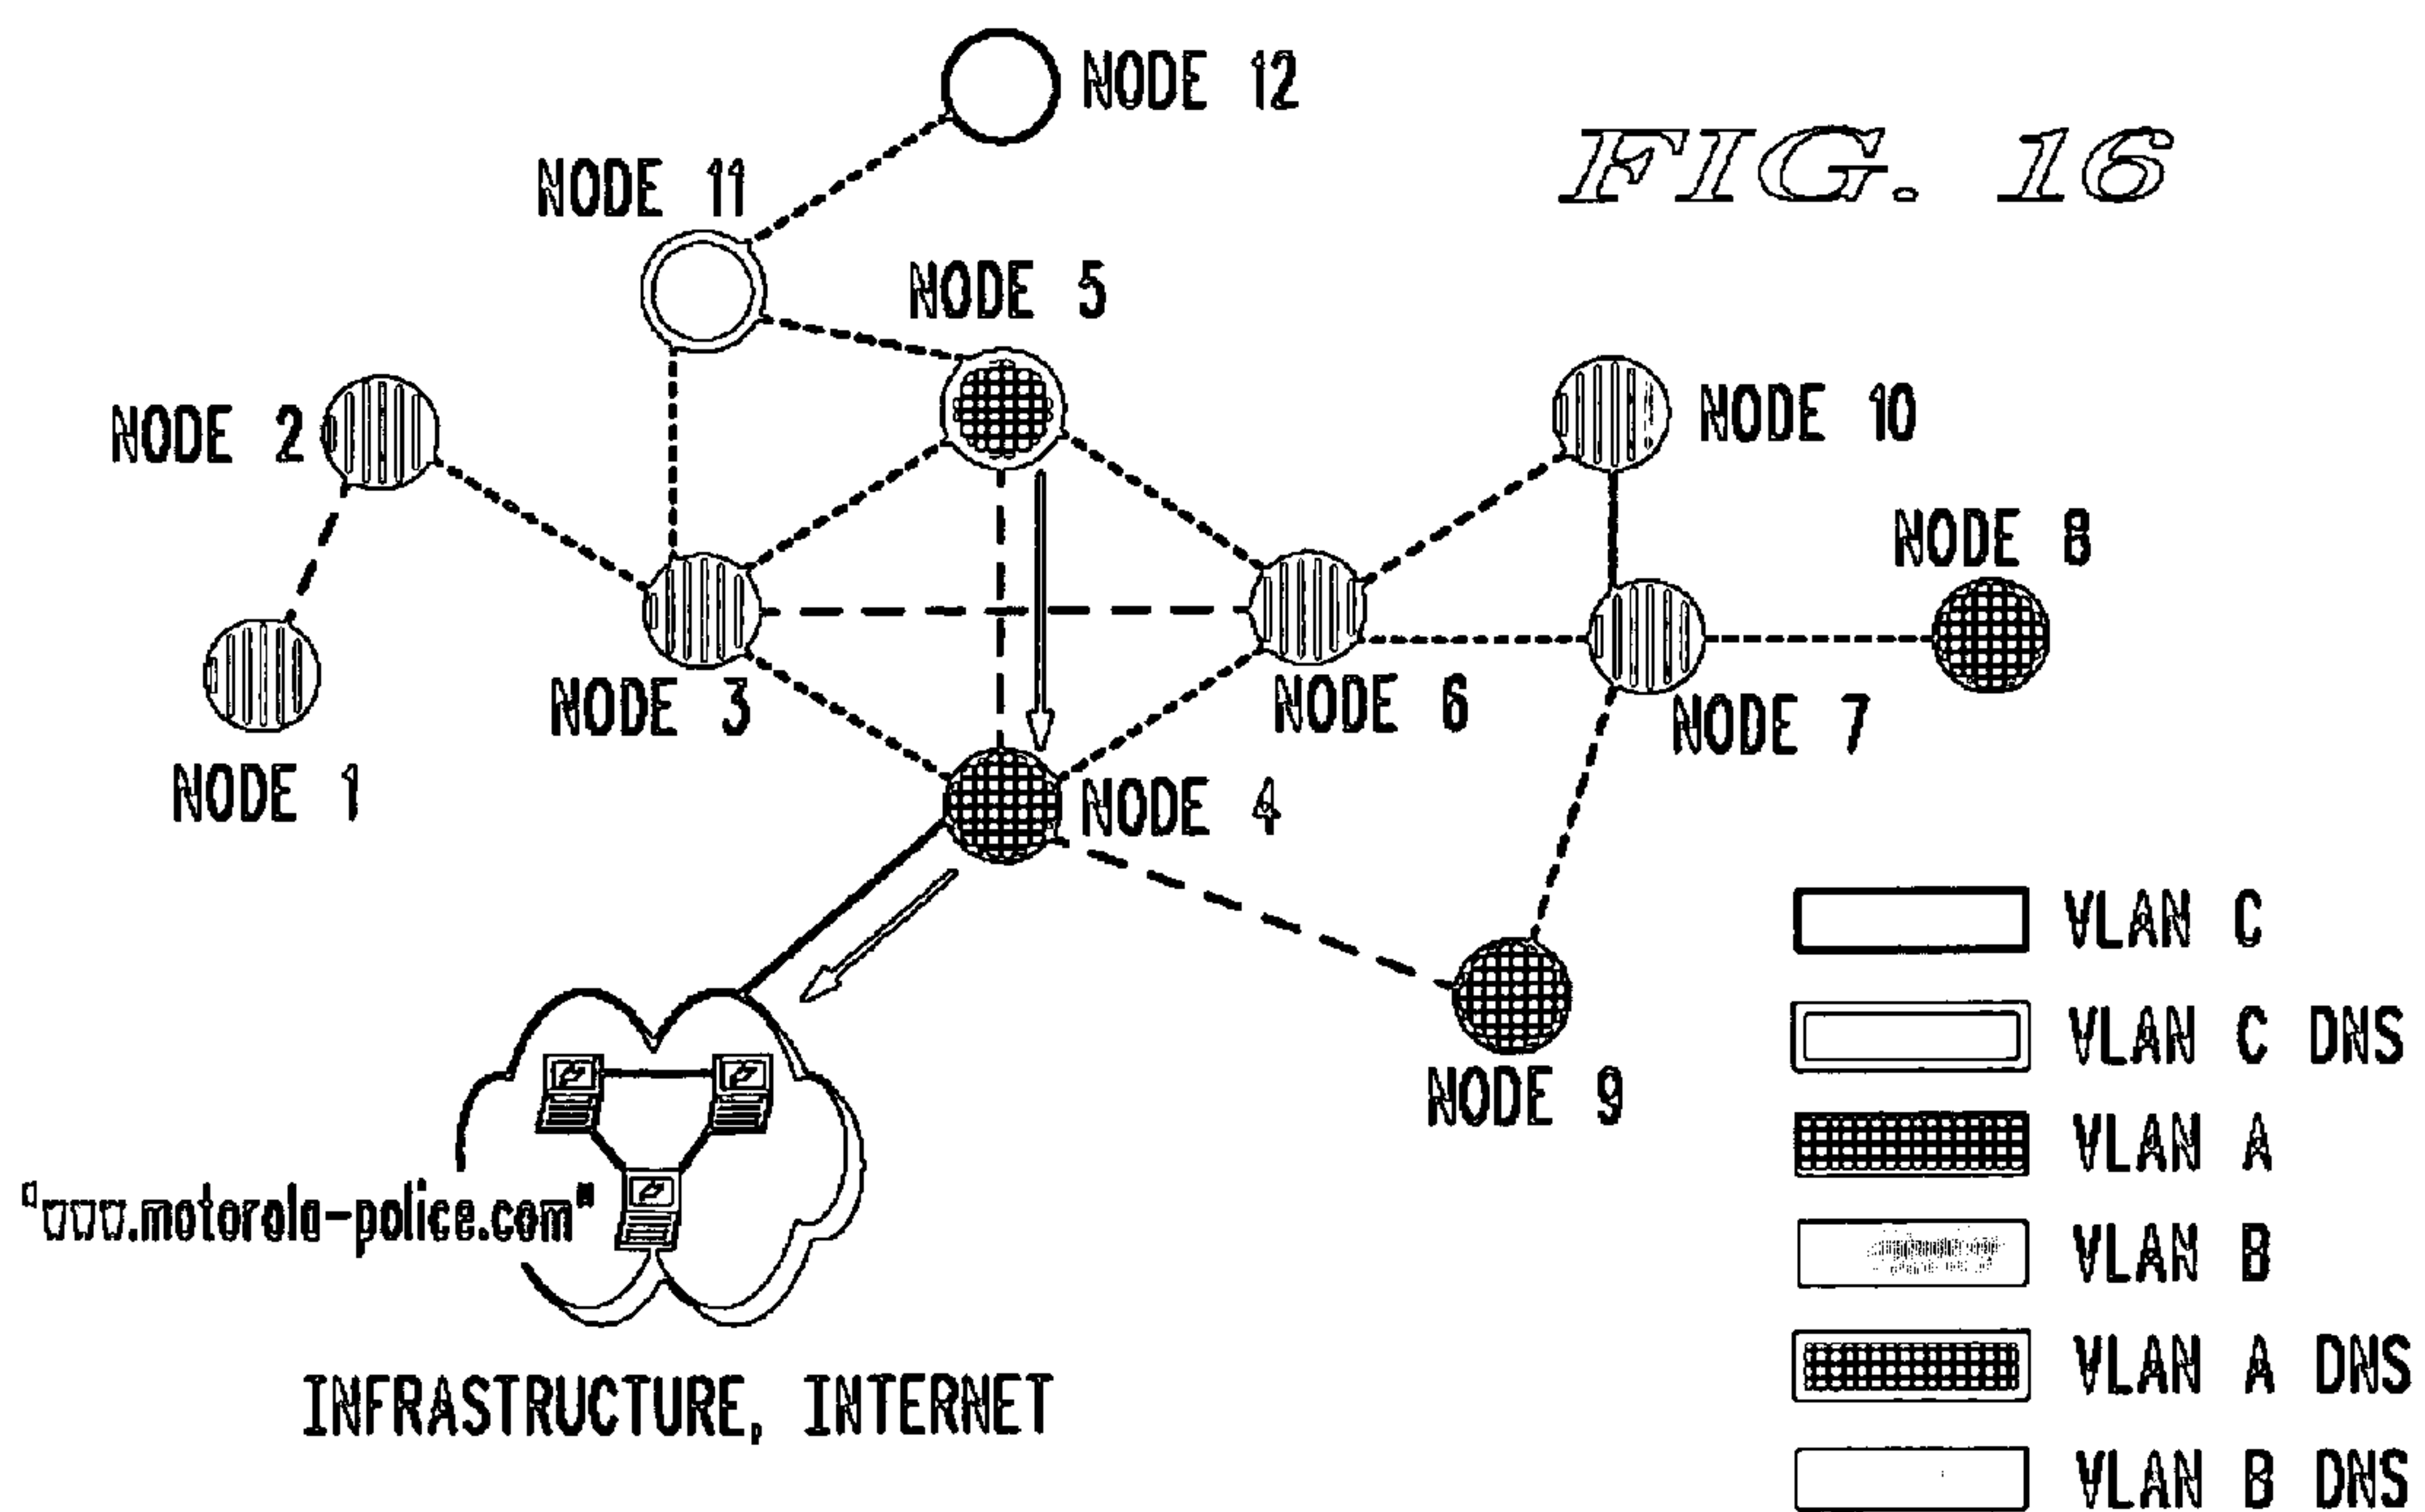 NODE 12
FIG. 16
NODE 11
NODE 5
NODE 2
NODE 10
NODE 8
NODE 3
NODE 6
NODE 7
NODE 1
NODE 4
NODE 9
"www.motorola-police.com"
INFRASTRUCTURE, INTERNET
VLAN C
VLAN C DNS
VLAN A
VLAN B
VLAN A DNS
VLAN B DNS